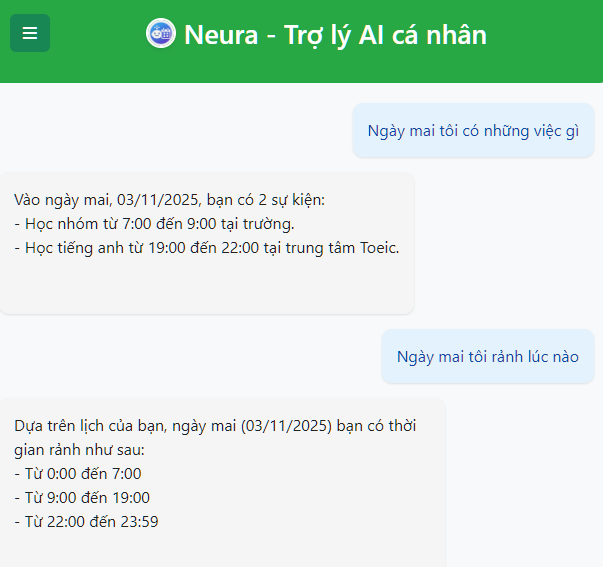 Neura - Trợ lý AI cá nhân
Ngày mai tôi có những việc gì
Vào ngày mai, 03/11/2025, bạn có 2 sự kiện:
- Học nhóm từ 7:00 đến 9:00 tại trường.
- Học tiếng anh từ 19:00 đến 22:00 tại trung tâm Toeic.
Ngày mai tôi rảnh lúc nào
Dựa trên lịch của bạn, ngày mai (03/11/2025) bạn có thời
gian rảnh như sau:
- Từ 0:00 đến 7:00
- Từ 9:00 đến 19:00
- Từ 22:00 đến 23:59